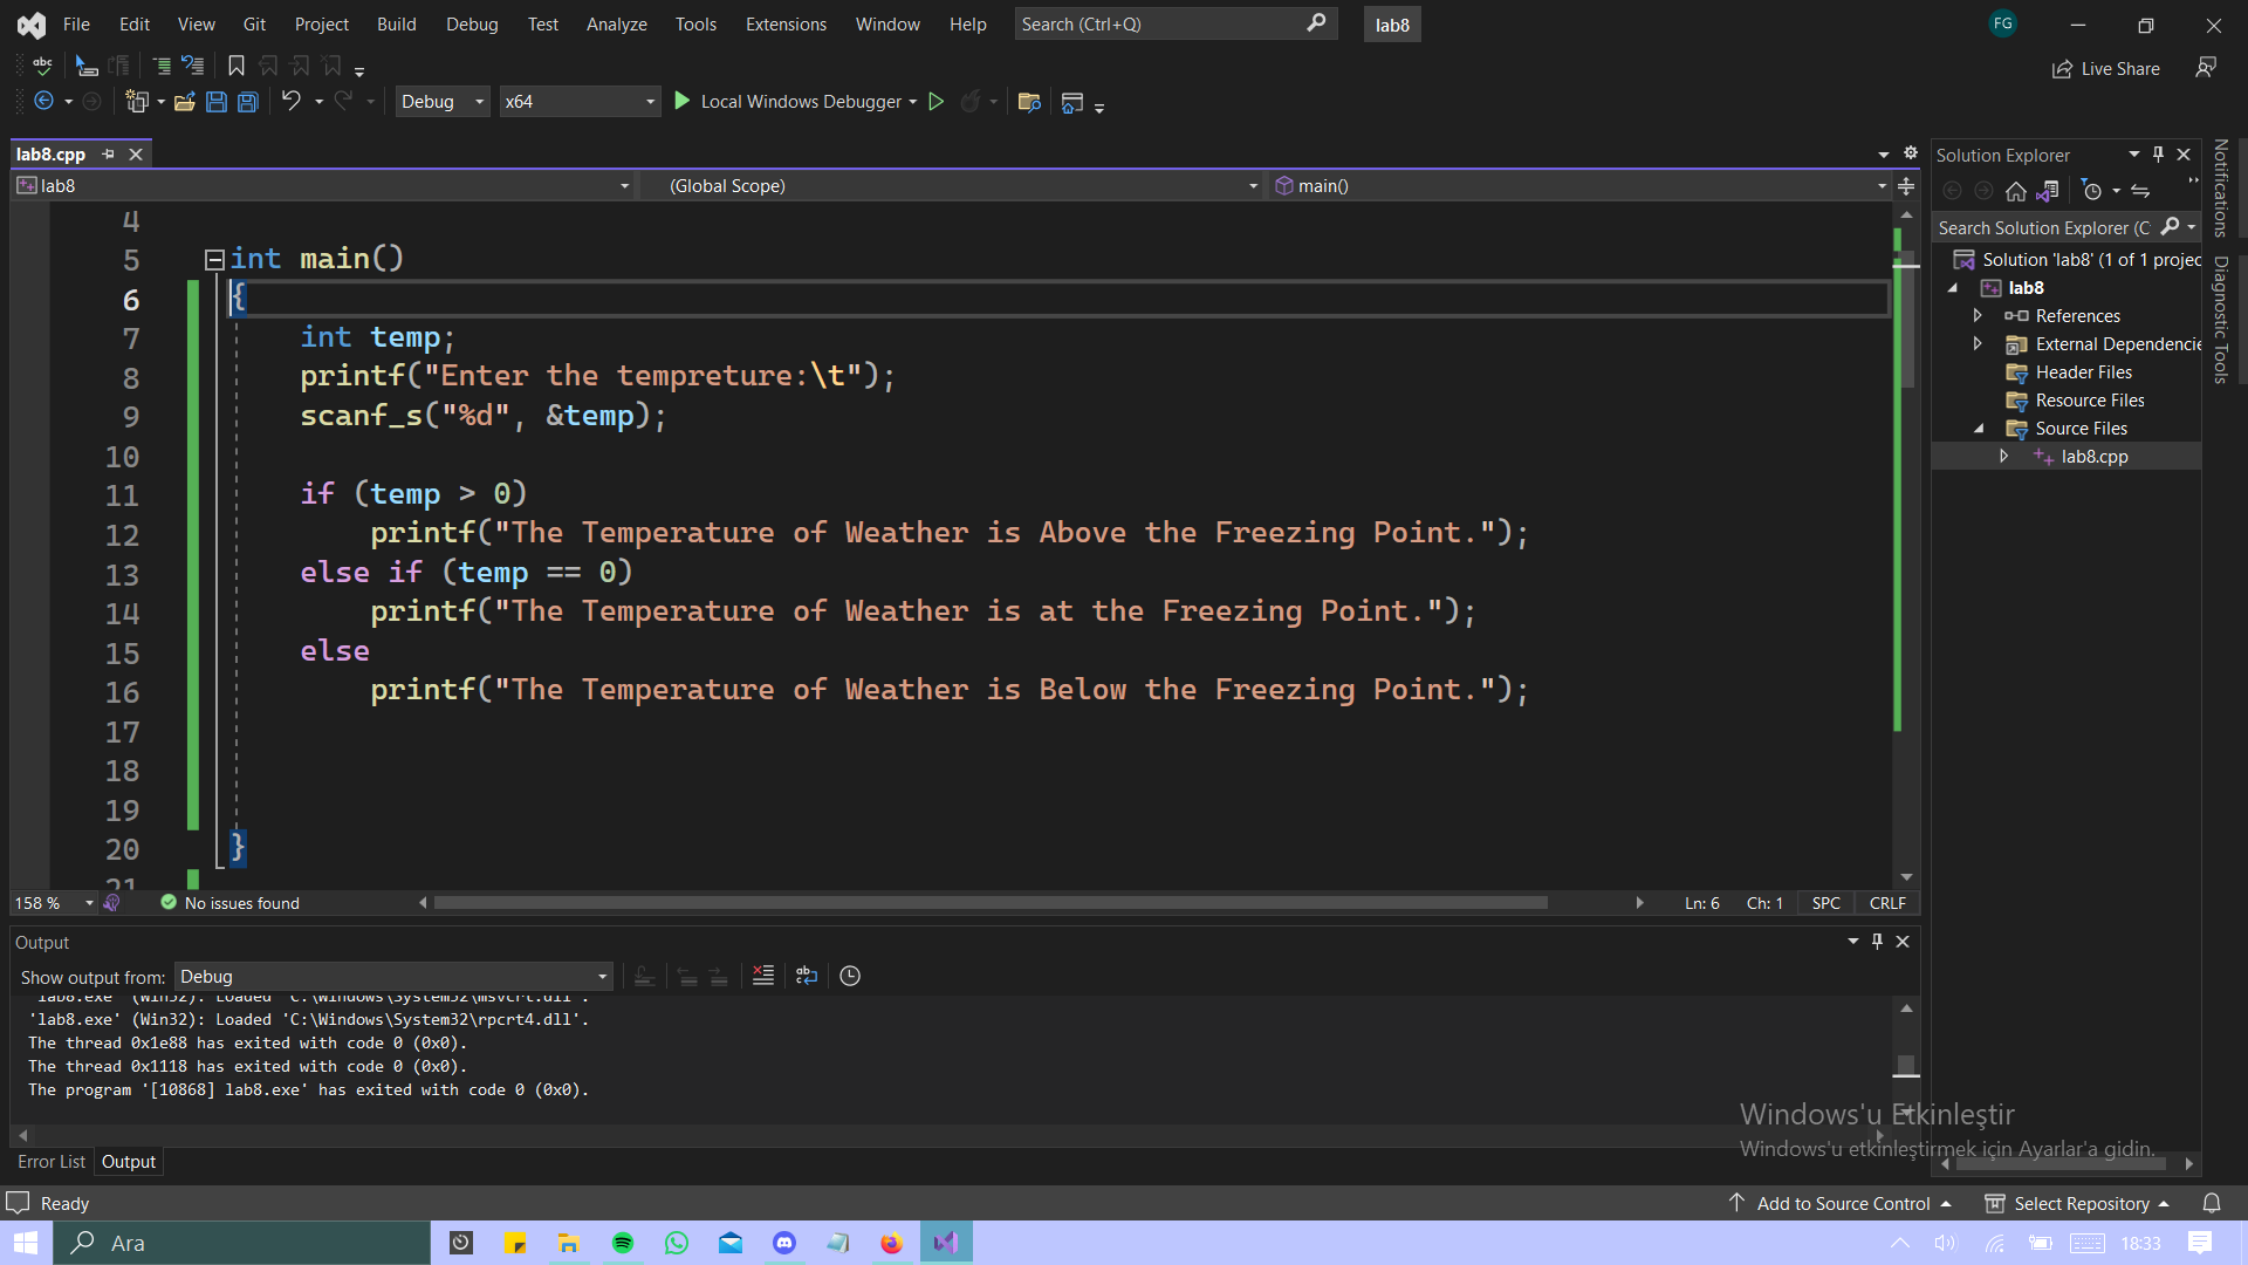 File Edit View Git Project Build Debug Test Analyze Tools Extensions Window Help Search (Ctrl+Q) lab8 FG
abc Live Share
Debug x64 Local Windows Debugger
lab8.cpp
lab8 (Global Scope) main()
4
5 int main()
6 {
7 int temp;
8 printf("Enter the tempreture:\t");
9 scanf_s("%d", &temp);
10
11 if (temp > 0)
12 printf("The Temperature of Weather is Above the Freezing Point.");
13 else if (temp == 0)
14 printf("The Temperature of Weather is at the Freezing Point.");
15 else
16 printf("The Temperature of Weather is Below the Freezing Point.");
17
18
19
20 }
21
158 % No issues found Ln: 6 Ch: 1 SPC CRLF
Output
Show output from: Debug
'lab8.exe' (Win32): Loaded 'C:\Windows\System32\msvcrt.dll'.
'lab8.exe' (Win32): Loaded 'C:\Windows\System32\rpcrt4.dll'.
The thread 0x1e88 has exited with code 0 (0x0).
The thread 0x1118 has exited with code 0 (0x0).
The program '[10868] lab8.exe' has exited with code 0 (0x0).
Error List Output
Solution Explorer
Search Solution Explorer (C
Solution 'lab8' (1 of 1 projec
lab8
References
External Dependencie
Header Files
Resource Files
Source Files
lab8.cpp
Notifications
Diagnostic Tools
Windows'u Etkinleştir
Windows'u etkinleştirmek için Ayarlar'a gidin.
Ready Add to Source Control Select Repository
Ara 18:33